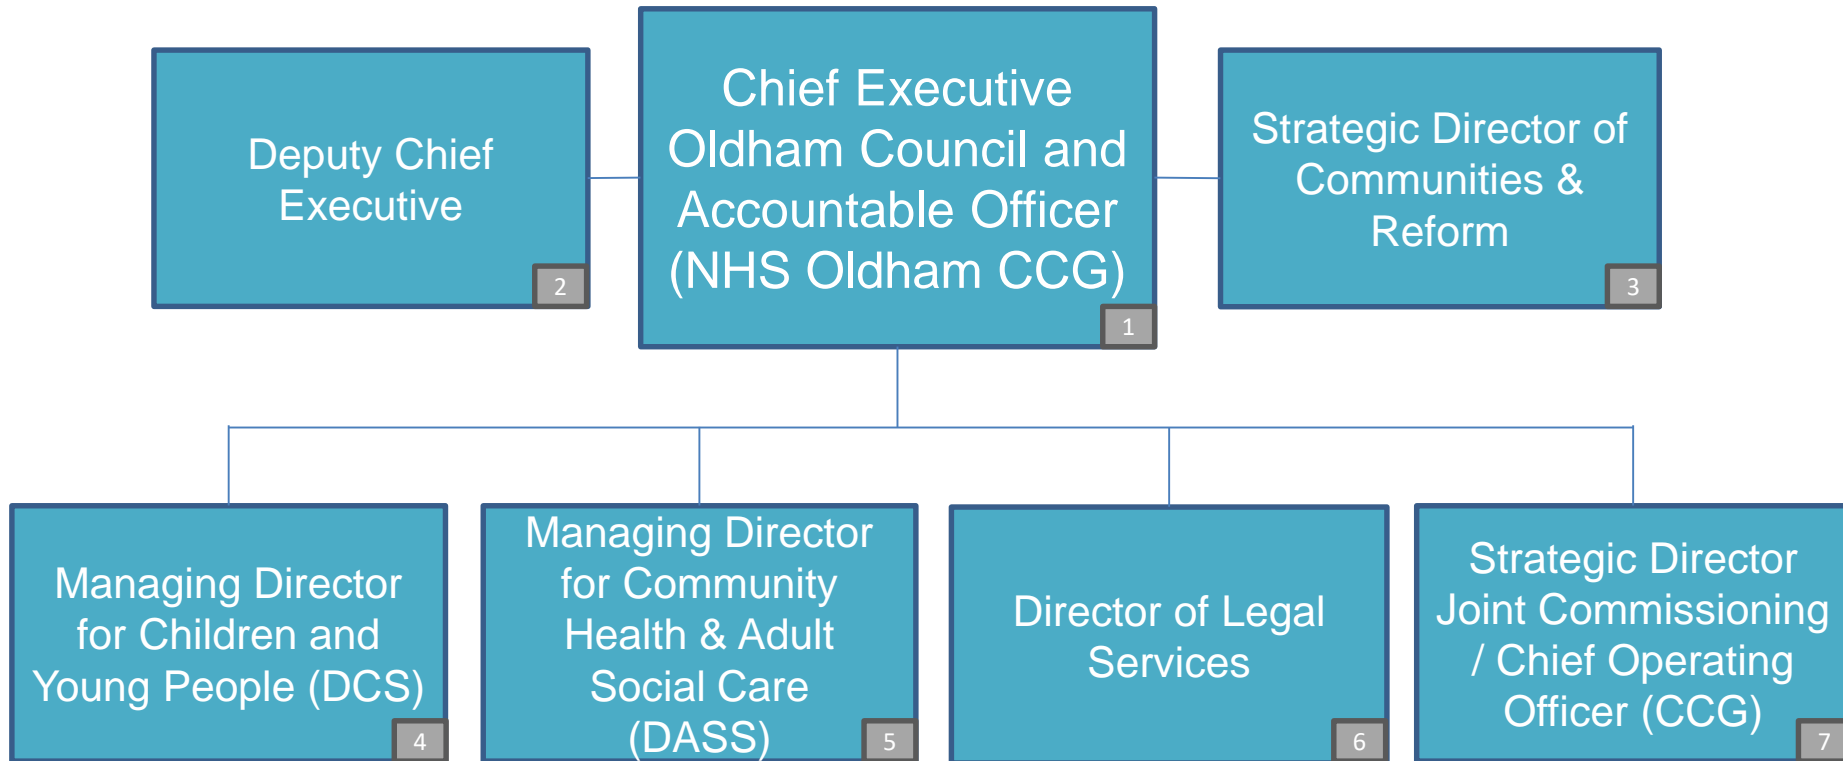 Deputy Chief
Executive
2
Chief Executive
Oldham Council and
Accountable Officer
(NHS Oldham CCG)
1
Strategic Director of
Communities &
Reform
3
Managing Director
for Children and
Young People (DCS)
4
Managing Director
for Community
Health & Adult
Social Care
(DASS)
5
Director of Legal
Services
6
Strategic Director
Joint Commissioning
/ Chief Operating
Officer (CCG)
7